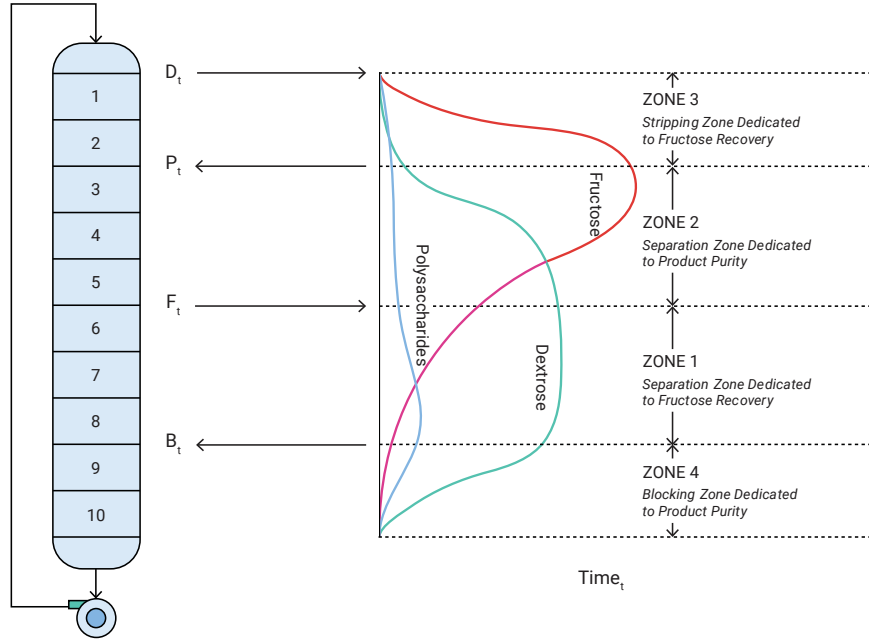 1
2
3
4
5
6
7
8
9
10
Dt
Pt
Ft
Bt
Fructose
Polysaccharides
Dextrose
ZONE 3
Stripping Zone Dedicated
to Fructose Recovery
ZONE 2
Separation Zone Dedicated
to Product Purity
ZONE 1
Separation Zone Dedicated
to Fructose Recovery
ZONE 4
Blocking Zone Dedicated
to Product Purity
Timet